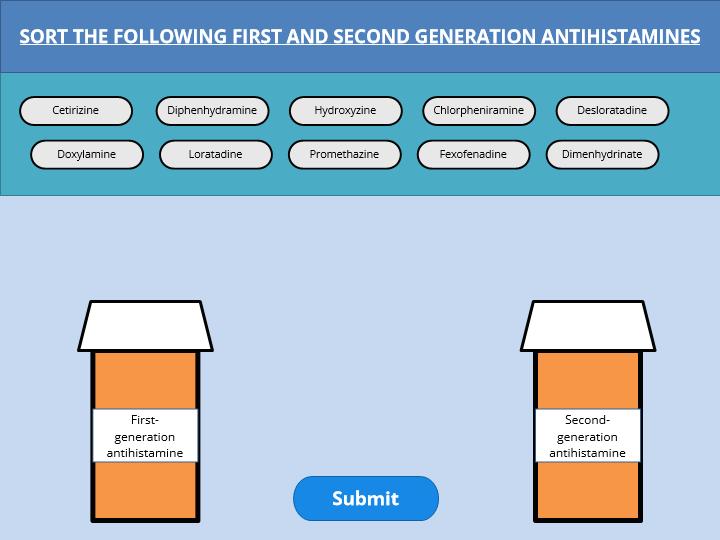 SORT THE FOLLOWING FIRST AND SECOND GENERATION ANTIHISTAMINES
Cetirizine Diphenhydramine Hydroxyzine Chlorpheniramine Desloratadine
Doxylamine Loratadine Promethazine Fexofenadine Dimenhydrinate
First-
generation
antihistamine
Second-
generation
antihistamine
Submit